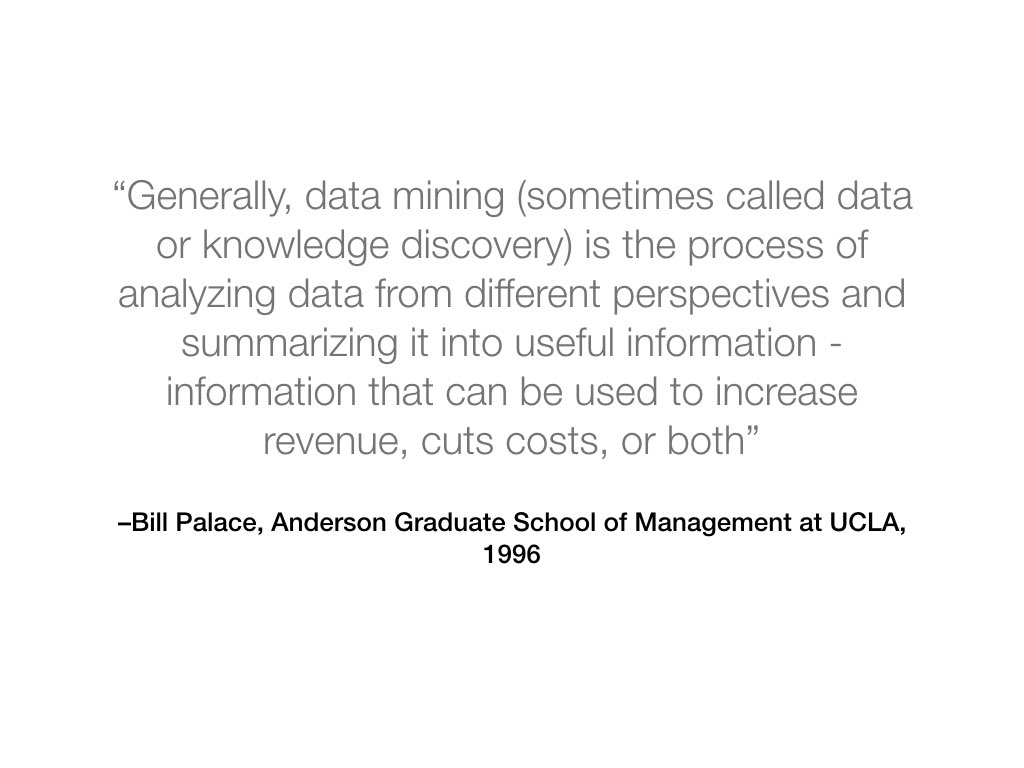 “Generally, data mining (sometimes called data
or knowledge discovery) is the process of
analyzing data from different perspectives and
summarizing it into useful information -
information that can be used to increase
revenue, cuts costs, or both”
–Bill Palace, Anderson Graduate School of Management at UCLA,
1996